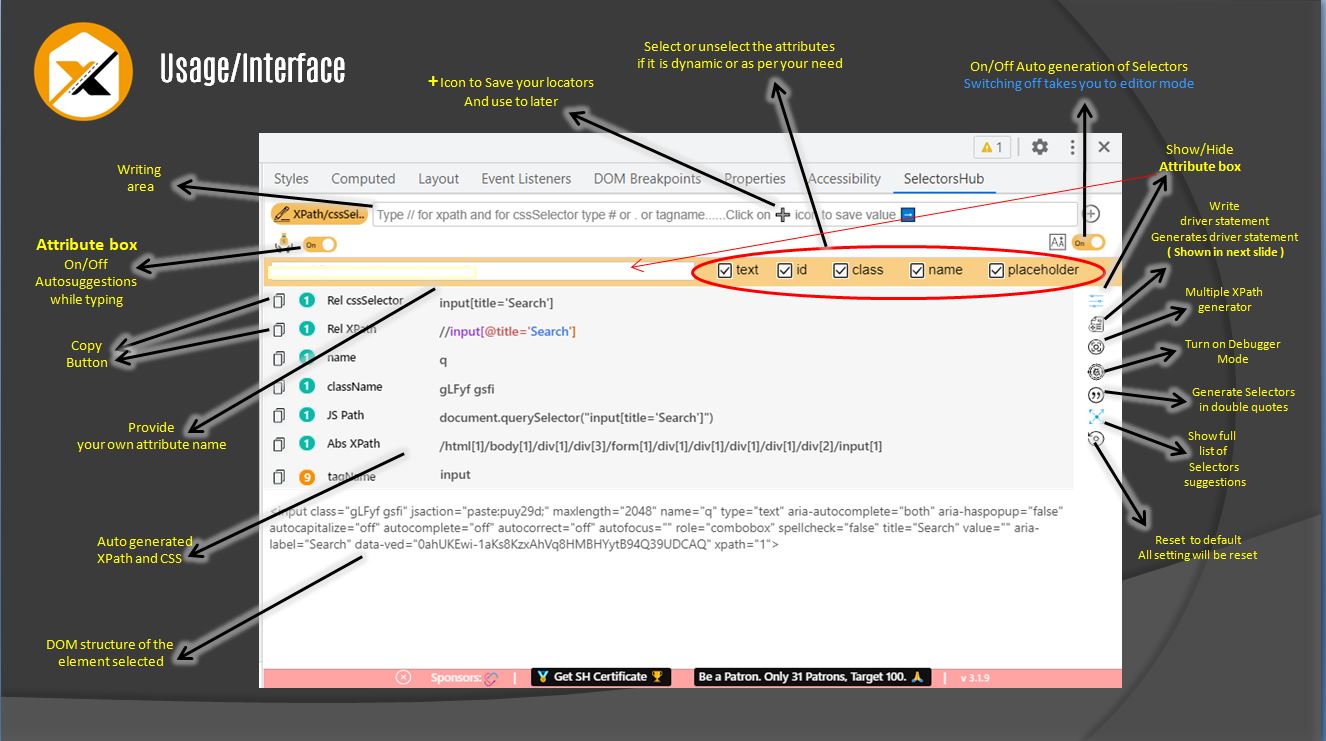 Usage/Interface
+ Icon to Save your locators
And use to later
Select or unselect the attributes
if it is dynamic or as per your need
On/Off Auto generation of Selectors
Switching off takes you to editor mode
Show/Hide
Attribute box
Write
driver statement
Generates driver statement
( Shown in next slide )
Multiple XPath
generator
Turn on Debugger
Mode
Generate Selectors
in double quotes
Show full
list of
Selectors
suggestions
Reset to default
All setting will be reset
Writing
area
Attribute box
On/Off
Autosuggestions
while typing
Copy
Button
Provide
your own attribute name
Auto generated
XPath and CSS
DOM structure of the
element selected
1
Styles Computed Layout Event Listeners DOM Breakpoints Properties Accessibility SelectorsHub
XPath/cssSel.. Type // for xpath and for cssSelector type # or . or tagname......Click on ➕ icon to save value ➡
On On
text id class name placeholder
1 Rel cssSelector input[title='Search']
1 Rel XPath //input[@title='Search']
1 name q
1 className gLFyf gsfi
1 JS Path document.querySelector("input[title='Search']")
1 Abs XPath /html[1]/body[1]/div[1]/div[3]/form[1]/div[1]/div[1]/div[1]/div[1]/div[2]/input[1]
9 tagName input
<input class="gLFyf gsfi" jsaction="paste:puy29d;" maxlength="2048" name="q" type="text" aria-autocomplete="both" aria-haspopup="false"
autocapitalize="off" autocomplete="off" autocorrect="off" autofocus="" role="combobox" spellcheck="false" title="Search" value="" aria-
label="Search" data-ved="0ahUKEwi-1aKs8KzxAhVq8HMBHYytB94Q39UDCAQ" xpath="1">
Sponsors: | Get SH Certificate | Be a Patron. Only 31 Patrons, Target 100. | v 3.1.9